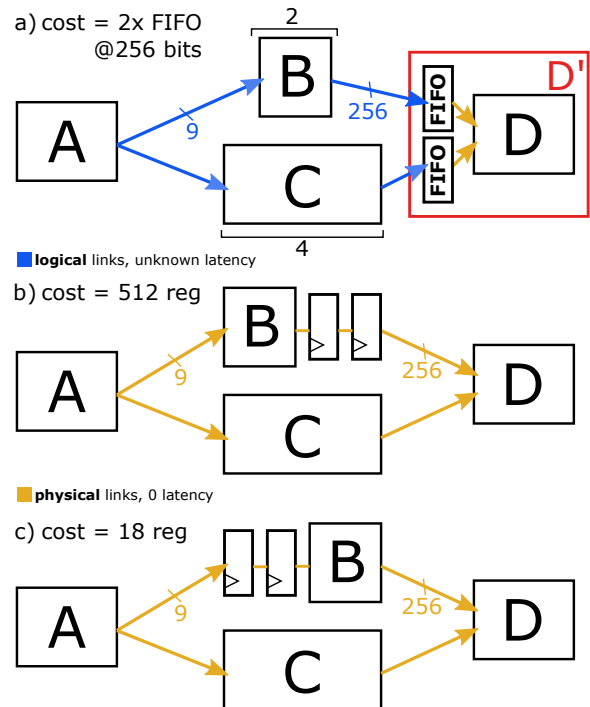 a) cost = 2x FIFO
@256 bits
2
B
D'
A
9
256
FIFO
D
FIFO
C
4
logical links, unknown latency
b) cost = 512 reg
B
A
9
256
D
C
physical links, 0 latency
c) cost = 18 reg
B
A
9
256
D
C